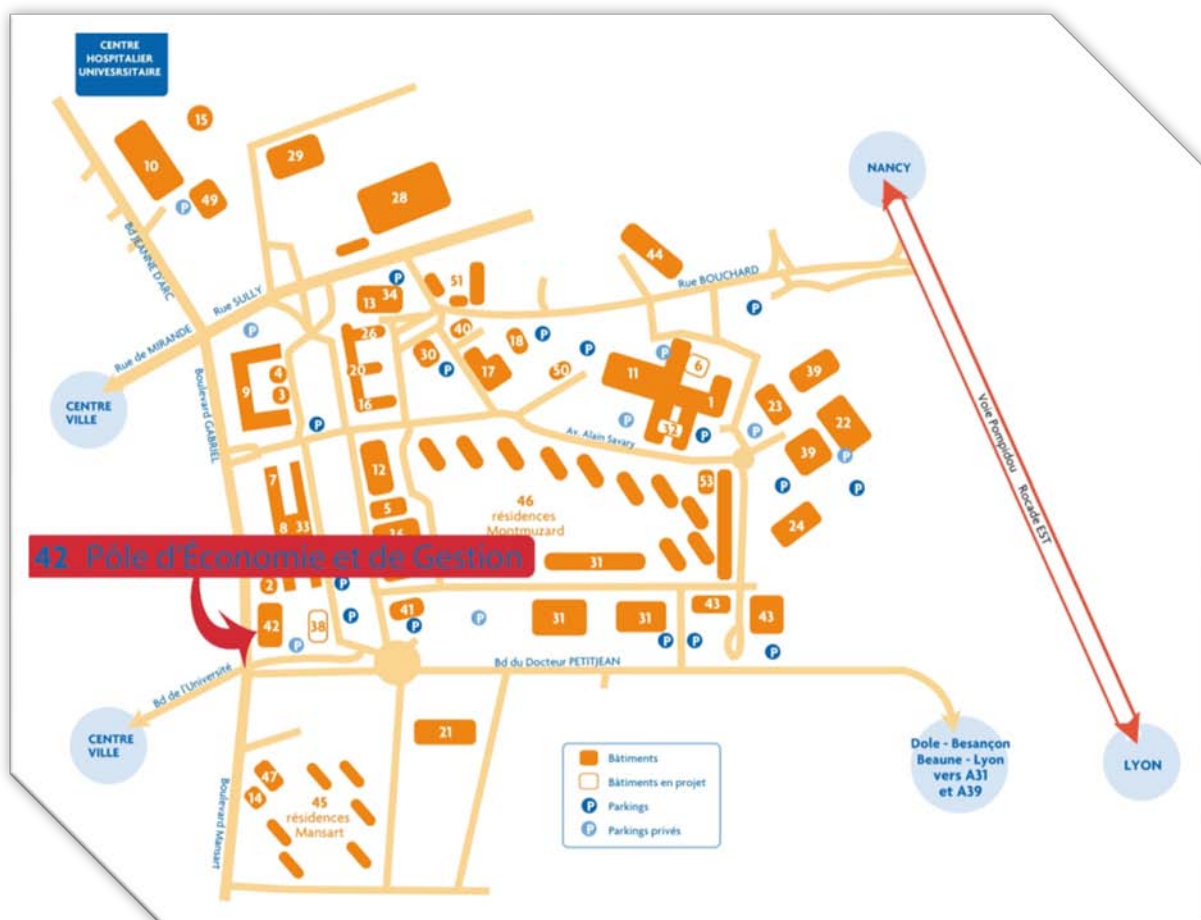 CENTRE
HOSPITALIER
UNIVESRSITAIRE
15
10
29
49
P
28
NANCY
Bd JEANNE D'ARC
44
Rue BOUCHARD
51
P
34
13
Rue SULLY
P
P
Rue de MIRANDE
26
40
18
P
P
P
6
30
P
17
50
11
39
4
20
9
3
16
1
23
22
CENTRE
VILLE
Boulevard GABRIEL
P
P
32
P
P
39
P
Av. Alain Savary
12
7
53
P
P
46
résidences
Montmuzard
5
8
33
24
Voie Pompidou Rocade EST
42 Pôle d'Économie et de Gestion
31
2
P
42
38
P
P
41
P
P
31
31
43
43
P
P
P
Bd du Docteur PETITJEAN
Bd de l'Université
CENTRE
VILLE
21
Dole - Besançon
Beaune - Lyon
vers A31
et A39
LYON
47
14
45
résidences
Mansart
Boulevard Mansart
Bâtiments
Bâtiments en projet
P Parkings
P Parkings privés